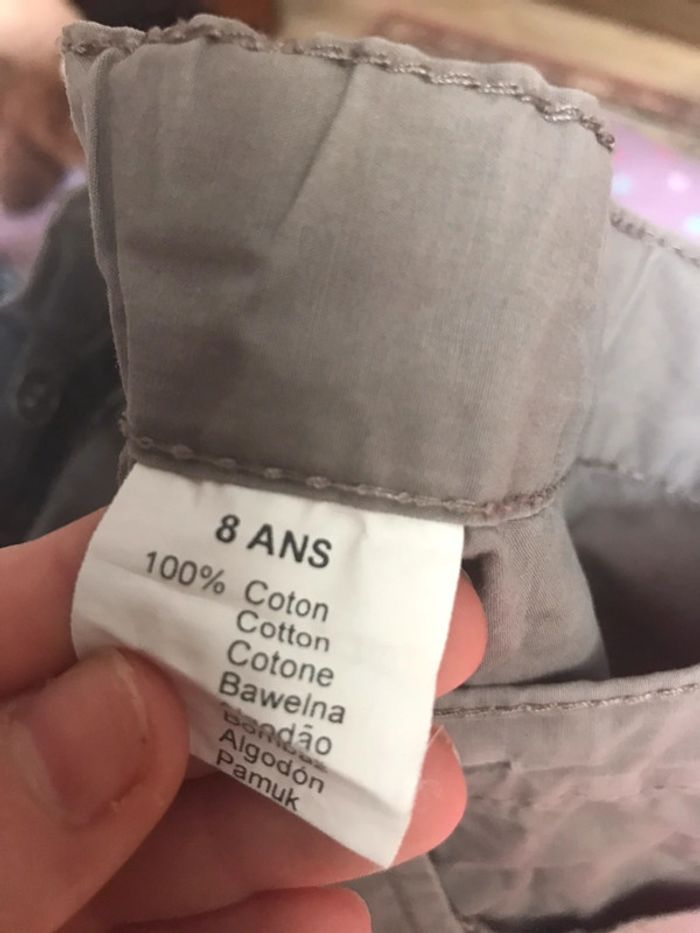 8 ANS
100% Coton
Cotton
Cotone
Bawelna
Algodón
Pamuk